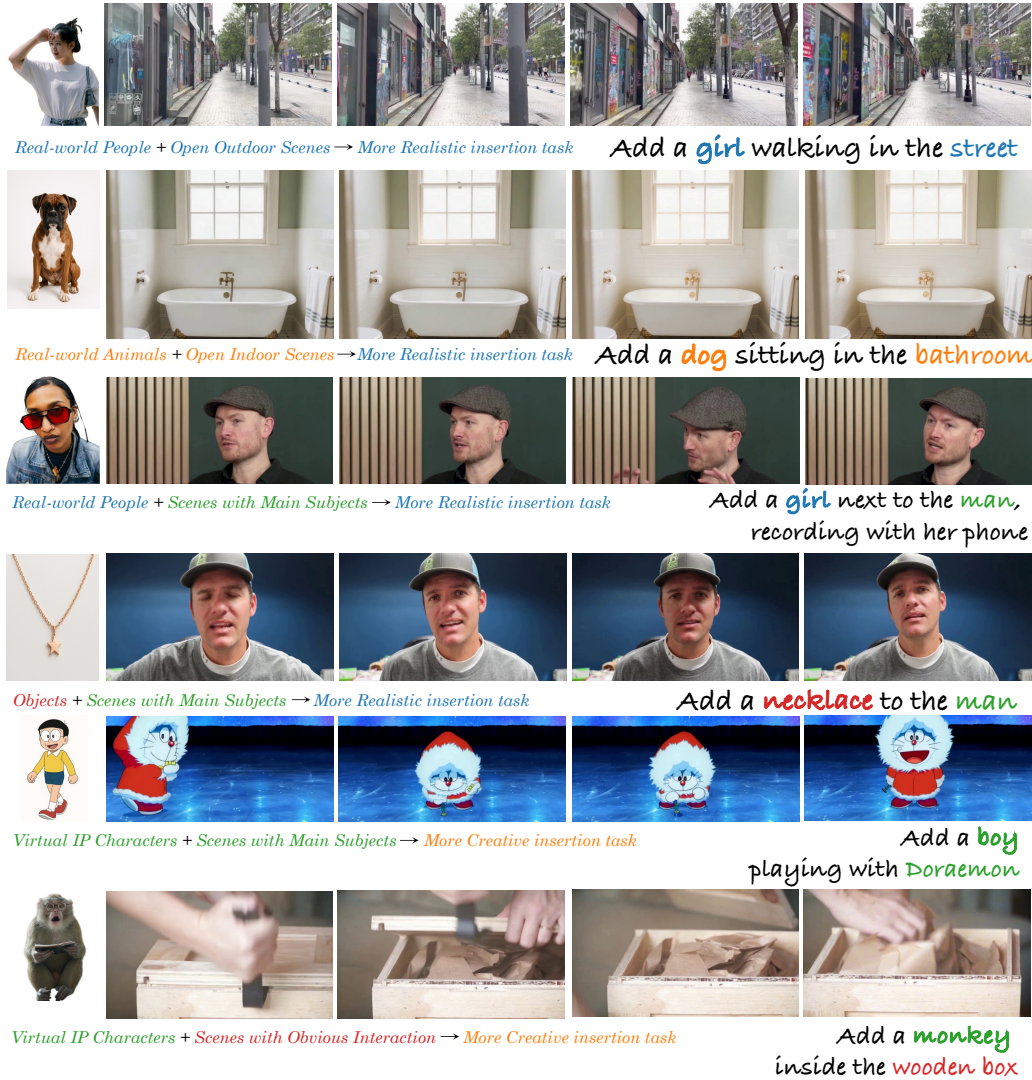 Real-world People + Open Outdoor Scenes → More Realistic insertion task
Add a girl walking in the street
Real-world Animals + Open Indoor Scenes → More Realistic insertion task
Add a dog sitting in the bathroom
Real-world People + Scenes with Main Subjects → More Realistic insertion task
Add a girl next to the man,
recording with her phone
Objects + Scenes with Main Subjects → More Realistic insertion task
Add a necklace to the man
Virtual IP Characters + Scenes with Main Subjects → More Creative insertion task
Add a boy
playing with Doraemon
Virtual IP Characters + Scenes with Obvious Interaction → More Creative insertion task
Add a monkey
inside the wooden box